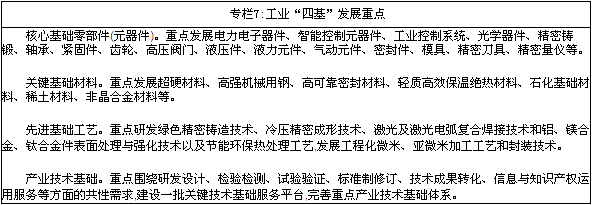 专栏7:工业“四基”发展重点
核心基础零部件(元器件)。重点发展电力电子器件、智能控制元器件、工业控制系统、光学器件、精密铸
锻、轴承、紧固件、齿轮、高压阀门、液压件、液力元件、气动元件、密封件、模具、精密刀具、精密量仪等。
关键基础材料。重点发展超硬材料、高强机械用钢、高可靠密封材料、轻质高效保温绝热材料、石化基础材
料、稀土材料、非晶合金材料等。
先进基础工艺。重点研发绿色精密铸造技术、冷压精密成形技术、激光及激光电弧复合焊接技术和铝、镁合
金、钛合金件表面处理与强化技术以及节能环保热处理工艺,发展工程化微米、亚微米加工工艺和封装技术。
产业技术基础。重点围绕研发设计、检验检测、试验验证、标准制修订、技术成果转化、信息与知识产权运
用服务等方面的共性需求,建设一批关键技术基础服务平台,完善重点产业技术基础体系。